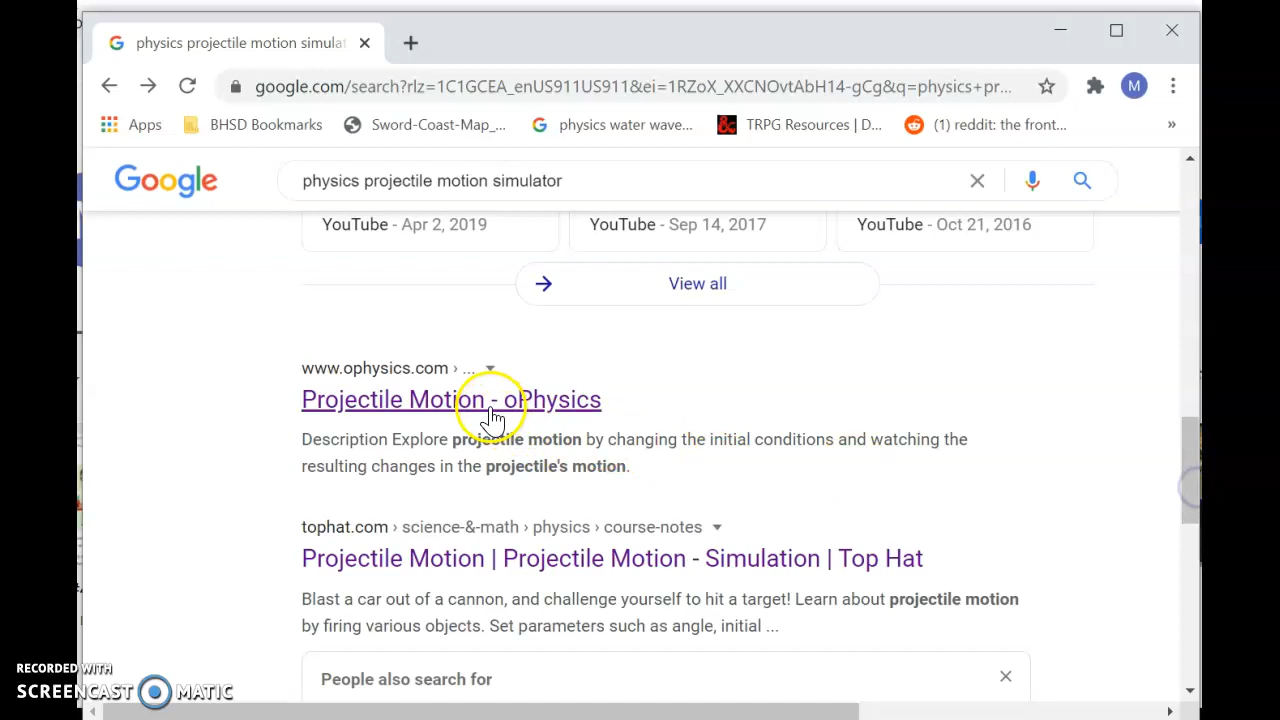 physics projectile motion simulat
google.com/search?rlz=1C1GCEA_enUS911US911&ei=1RZoX_XXCNOvtAbH14-gCg&q=physics+pr...
M
Apps
BHSD Bookmarks
Sword-Coast-Map_...
physics water wave...
TRPG Resources | D...
(1) reddit: the front...
»
Google
physics projectile motion simulator
YouTube - Apr 2, 2019
YouTube - Sep 14, 2017
YouTube - Oct 21, 2016
View all
www.ophysics.com › ...
Projectile Motion - oPhysics
Description Explore projectile motion by changing the initial conditions and watching the
resulting changes in the projectile's motion.
tophat.com › science-&-math › physics › course-notes
Projectile Motion | Projectile Motion - Simulation | Top Hat
Blast a car out of a cannon, and challenge yourself to hit a target! Learn about projectile motion
by firing various objects. Set parameters such as angle, initial ...
People also search for
RECORDED WITH
SCREENCAST MATIC